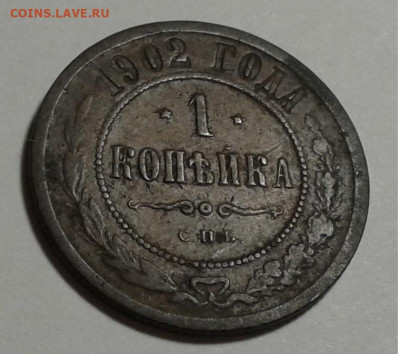 COINS.LAVE.RU
1902 ГОДА
1
КОПѢЙКА
С.П.Б.